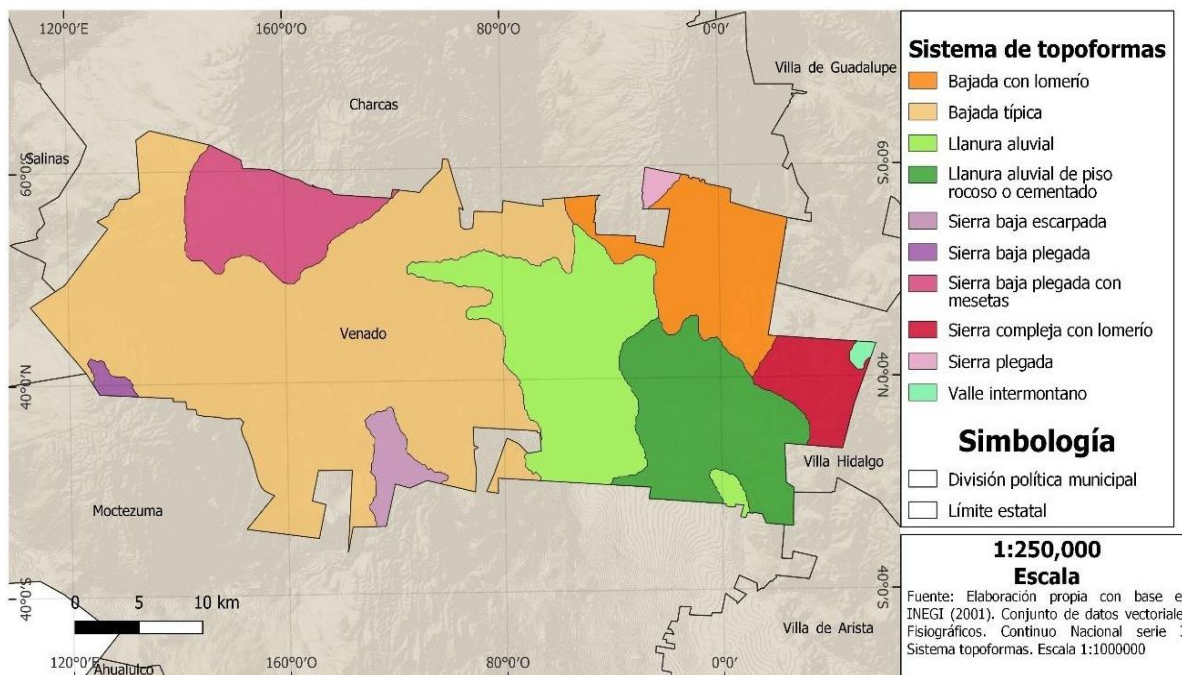 120°0′E
160°0′O
80°0′O
0°0′
Villa de Guadalupe
Charcas
Salinas
60°0′S
60°0′S
Venado
40°0′N
40°0′N
Villa Hidalgo
Moctezuma
40°0′S
40°0′S
0 5 10 km
Villa de Arista
120°0′E
160°0′O
80°0′O
0°0′
Ahualulco
Sistema de topoformas
Bajada con lomerío
Bajada típica
Llanura aluvial
Llanura aluvial de piso
rocoso o cementado
Sierra baja escarpada
Sierra baja plegada
Sierra baja plegada con
mesetas
Sierra compleja con lomerío
Sierra plegada
Valle intermontano
Simbología
División política municipal
Límite estatal
1:250,000
Escala
Fuente: Elaboración propia con base e
INEGI (2001). Conjunto de datos vectoriale
Fisiográficos. Continuo Nacional serie
Sistema topoformas. Escala 1:1000000